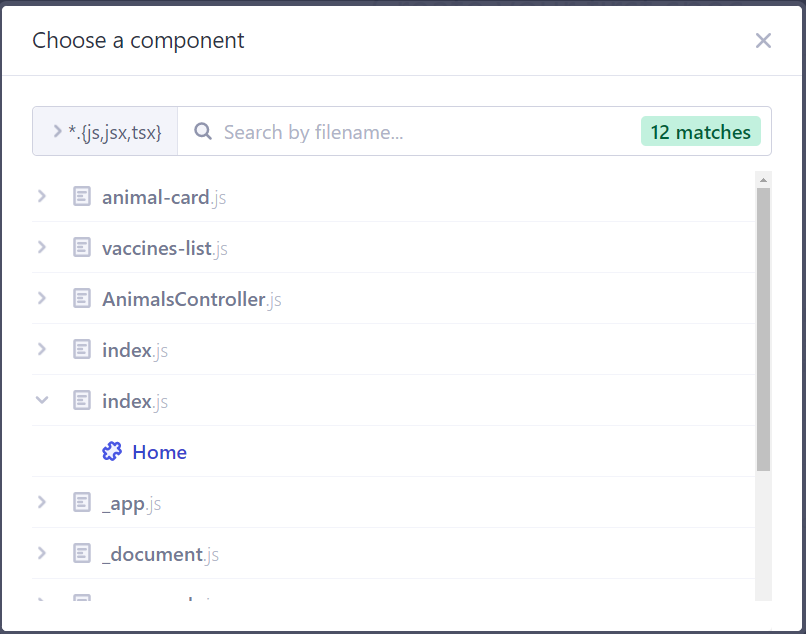 Choose a component
*.{js,jsx,tsx} Search by filename... 12 matches
animal-card.js
vaccines-list.js
AnimalsController.js
index.js
index.js
Home
_app.js
_document.js